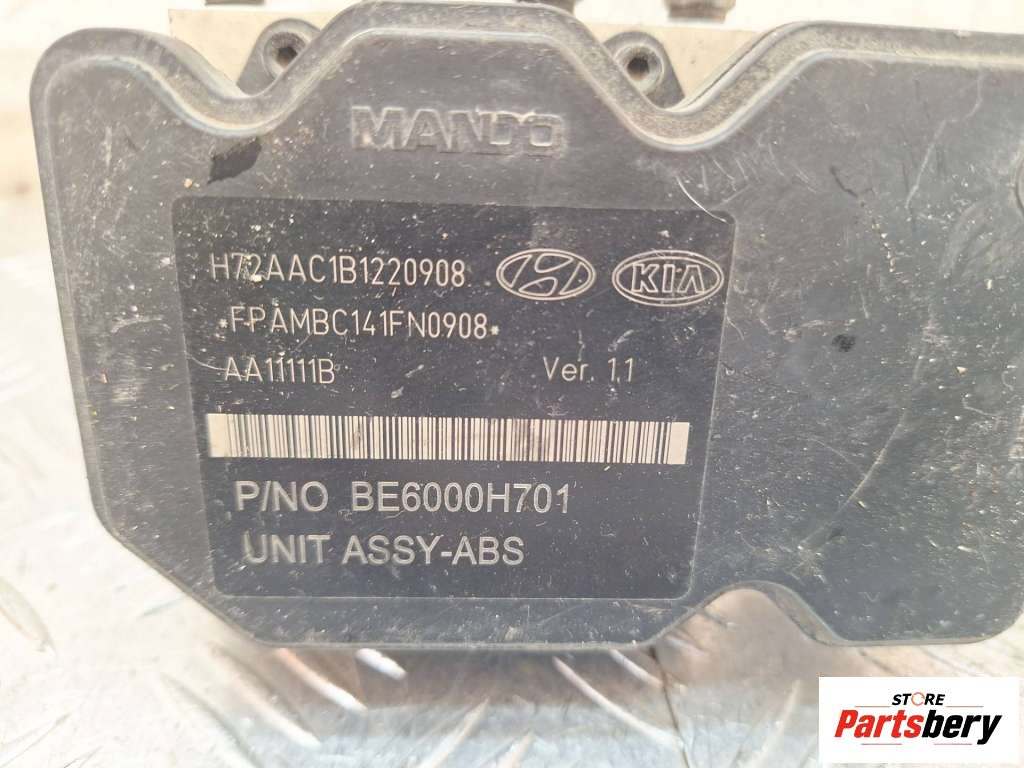 MANDO
H72AAC1B1220908
KIA
*FPAMBC141FN0908*
AA11111B Ver. 1.1
P/NO BE6000H701
UNIT ASSY-ABS
STORE
Partsbery